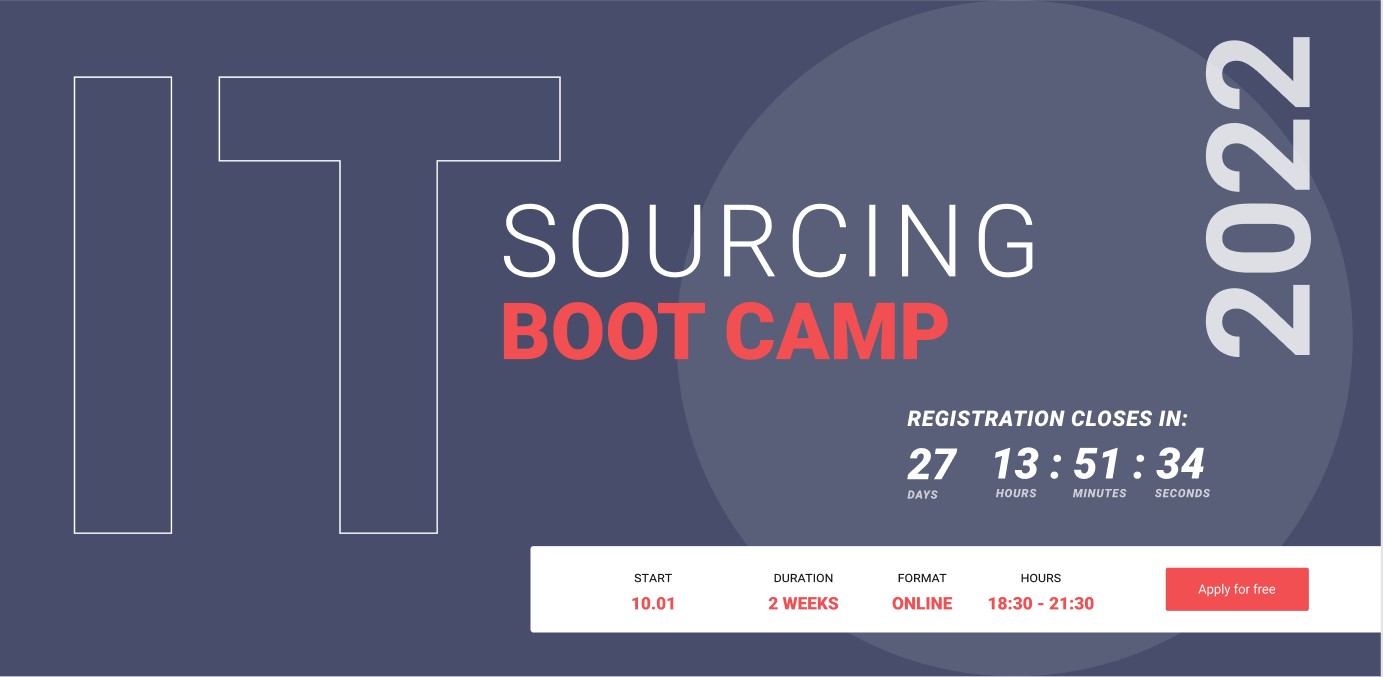 IT
SOURCING
BOOT CAMP
2022
REGISTRATION CLOSES IN:
27 13 : 51 : 34
DAYS HOURS MINUTES SECONDS
START DURATION FORMAT HOURS
10.01 2 WEEKS ONLINE 18:30 - 21:30
Apply for free